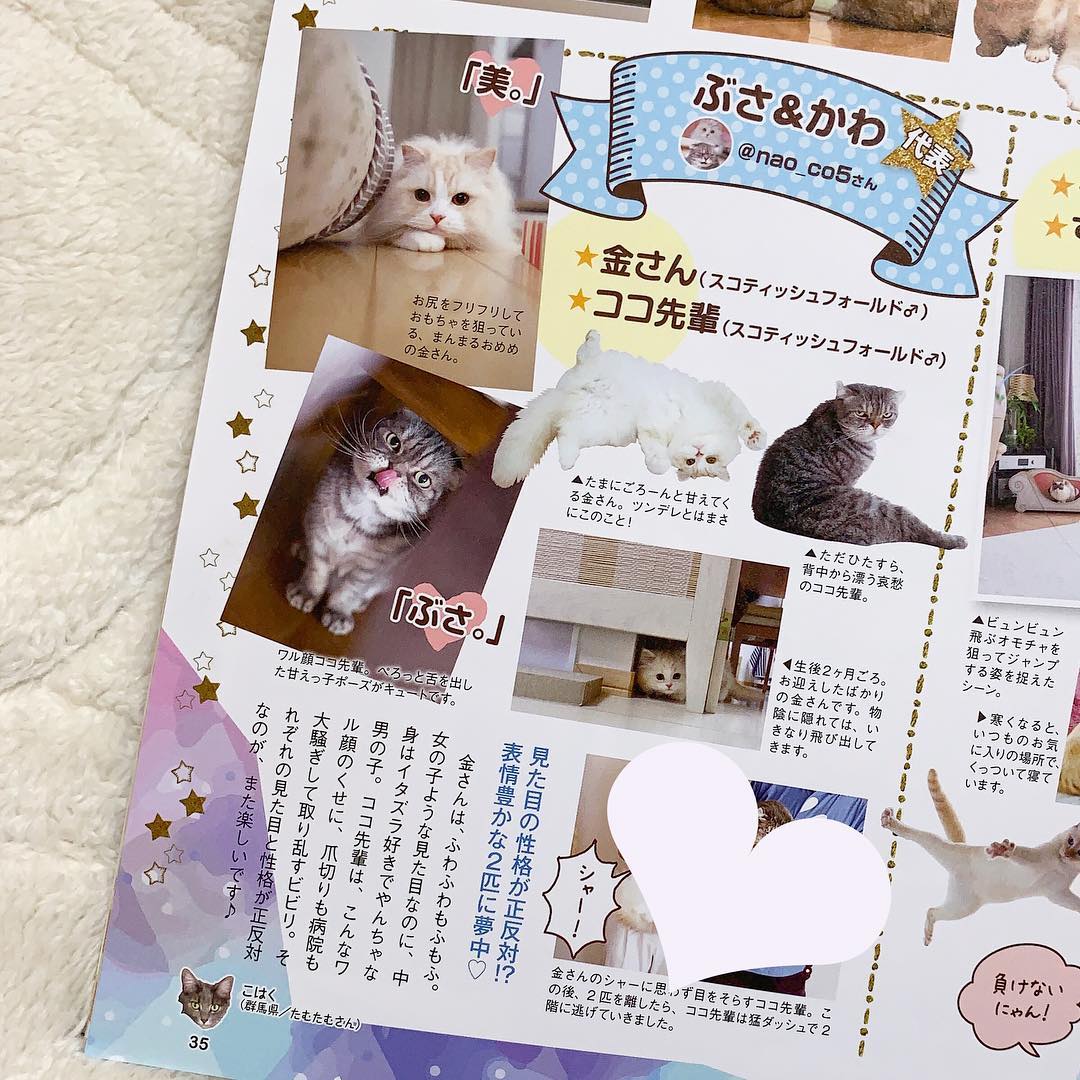 「美。」
ぶさ&かわ
代表
@nao_co5さん
★金さん(スコティッシュフォールド♂)
★ココ先輩(スコティッシュフォールド♂)
お尻をフリフリして
おもちゃを狙ってい
る、まんまるおめめ
の金さん。
▲たまにごろーんと甘えてく
る金さん。ツンデレとはまさ
にこのこと!
▲ただひたすら、
背中から漂う哀愁
のココ先輩。
「ぶさ。」
ワル顔ココ先輩。ぺろっと舌を出し
た甘えっ子ポーズがキュートです。
◀生後2ヶ月ごろ。
お迎えしたばかり
の金さんです。物
陰に隠れては、い
きなり飛び出して
きます。
見た目の性格が正反対!?
表情豊かな2匹に夢中♡
金さんは、ふわふわもふもふ。
女の子ような見た目なのに、中
身はイタズラ好きでやんちゃな
男の子。ココ先輩は、こんなワ
ル顔のくせに、爪切りも病院も
大騒ぎして取り乱すビビリ。そ
れぞれの見た目と性格が正反対
なのが、また楽しいです♪
シャー!
金さんのシャーに思わず目をそらすココ先輩。こ
の後、2匹を離したら、ココ先輩は猛ダッシュで2
階に逃げていきました。
▲ビュンビュン
飛ぶオモチャを
狙ってジャンプ
する姿を捉えた
シーン。
▶寒くなると、
いつものお気
に入りの場所で、
くっついて寝て
います。
負けない
にゃん!
こはく
(群馬県/たむたむさん)
35